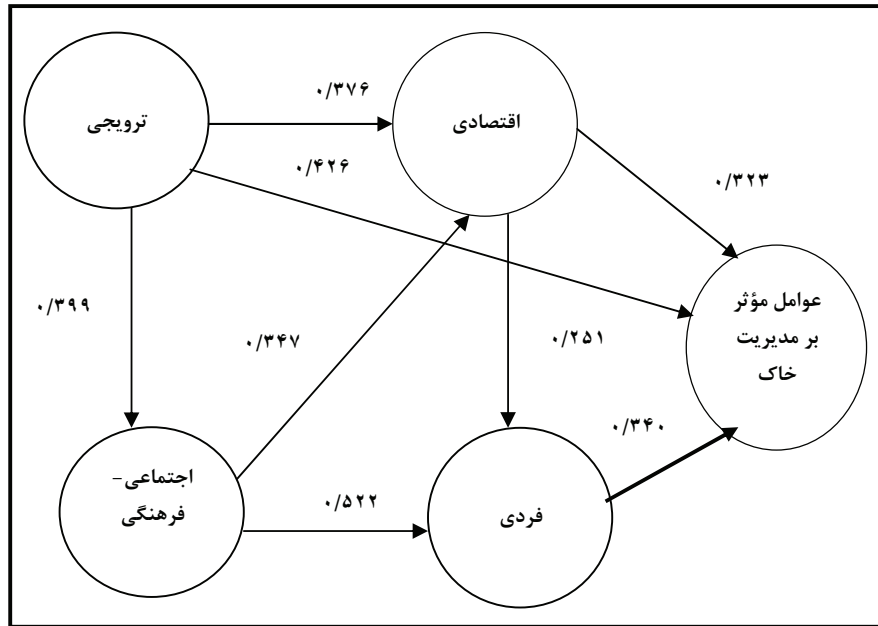 ۰/۳۷۶
ترویجی
اقتصادی
۰/۴۲۶
۰/۳۲۳
۰/۳۹۹
۰/۳۴۷
۰/۲۵۱
عوامل مؤثر
بر مدیریت
خاک
۰/۳۴۰
اجتماعی-
فرهنگی
۰/۵۲۲
فردی